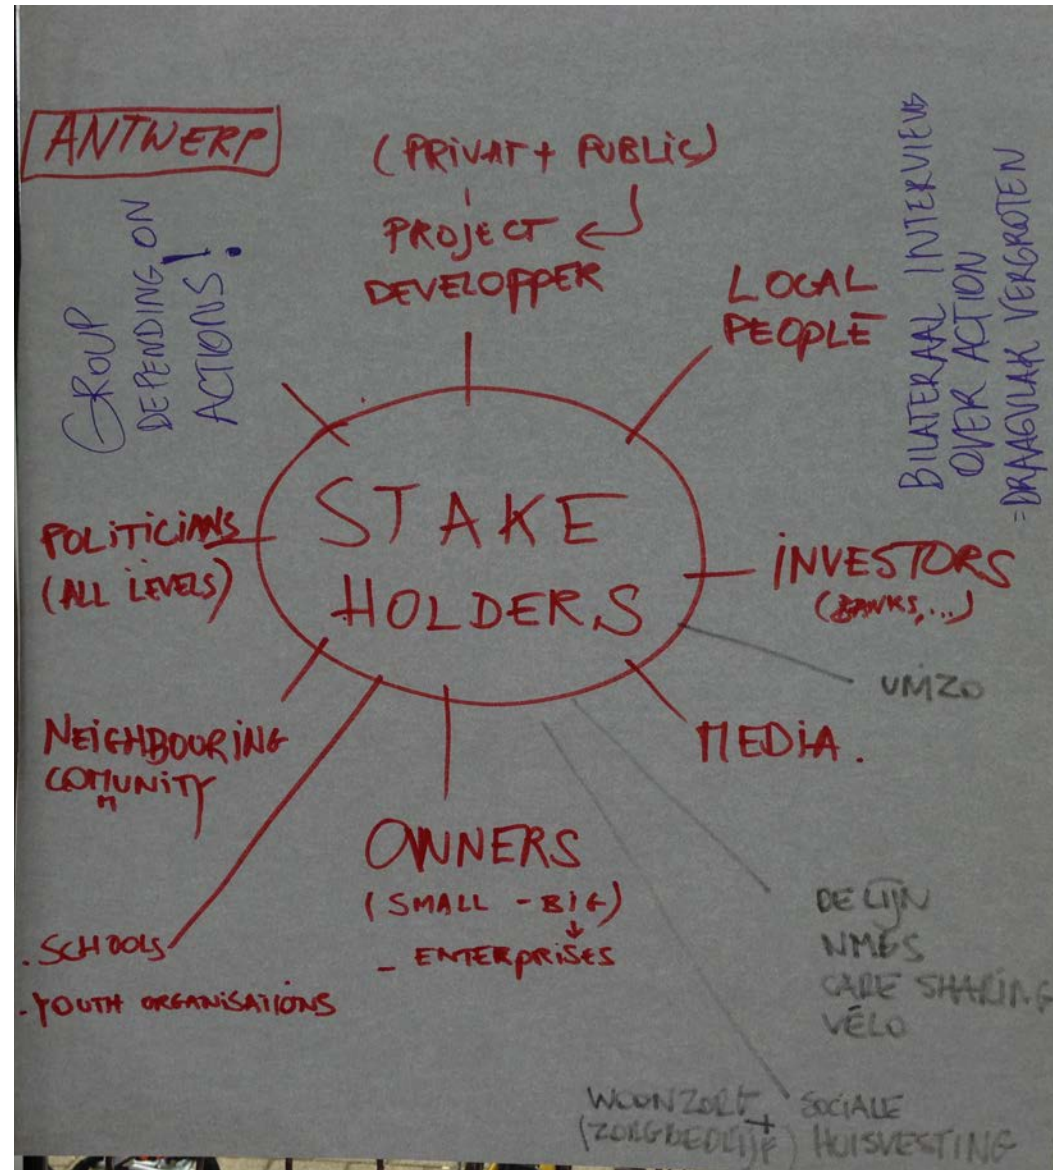 ANTWERP
(PRIVAT + PUBLIC)
PROJECT
DEVELOPPER
LOCAL
PEOPLE
GROUP
DEPENDING ON
ACTIONS!
BILATERAAL INTERVIEWS
OVER ACTION
=DRAAGVLAK VERGROTEN
STAKE
HOLDERS
POLITICIANS
(ALL LEVELS)
INVESTORS
(BANKS,...)
UMZO
NEIGHBOURING
COMUNITY
M
MEDIA.
OWNERS
(SMALL - BIG)
- ENTERPRISES
. SCHOOLS
. YOUTH ORGANISATIONS
DE LIJN
NMBS
CARE SHARING
VÉLO
WOONZORG + SOCIALE
(ZORGBEDRIJF) HUISVESTING